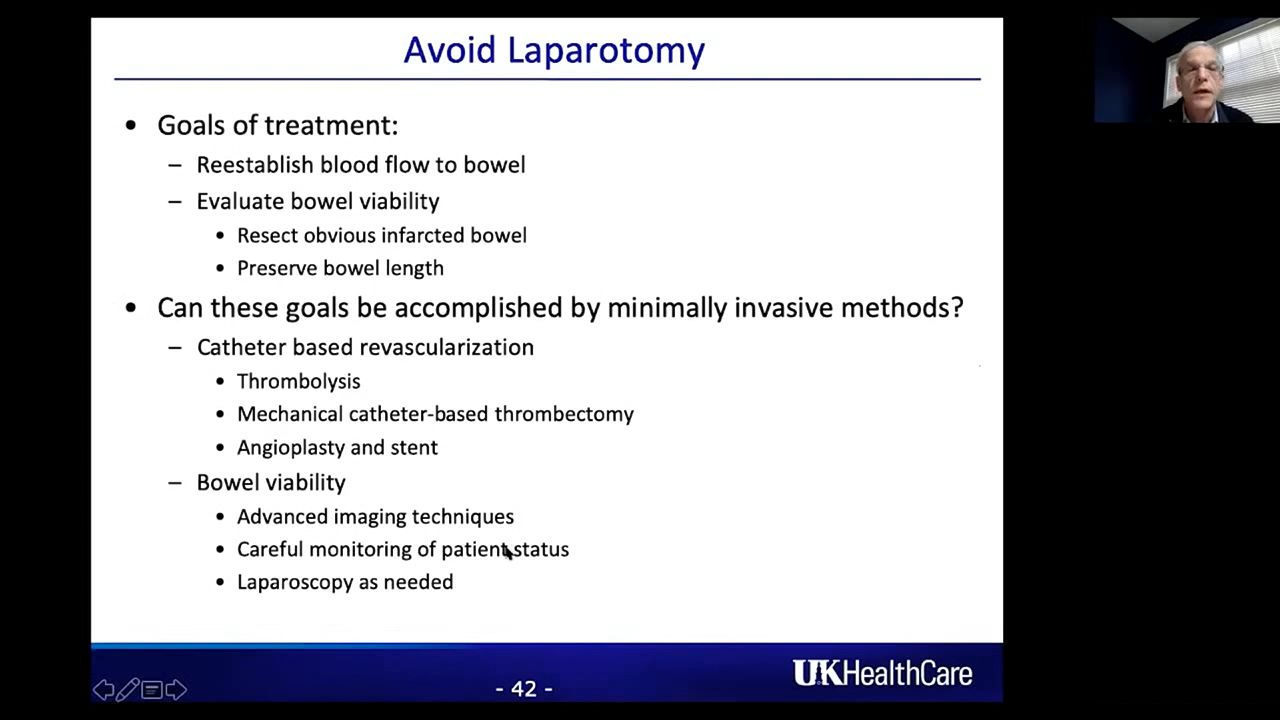 Avoid Laparotomy
• Goals of treatment:
– Reestablish blood flow to bowel
– Evaluate bowel viability
• Resect obvious infarcted bowel
• Preserve bowel length
• Can these goals be accomplished by minimally invasive methods?
– Catheter based revascularization
• Thrombolysis
• Mechanical catheter-based thrombectomy
• Angioplasty and stent
– Bowel viability
• Advanced imaging techniques
• Careful monitoring of patient status
• Laparoscopy as needed
- 42 -
UKHealthCare